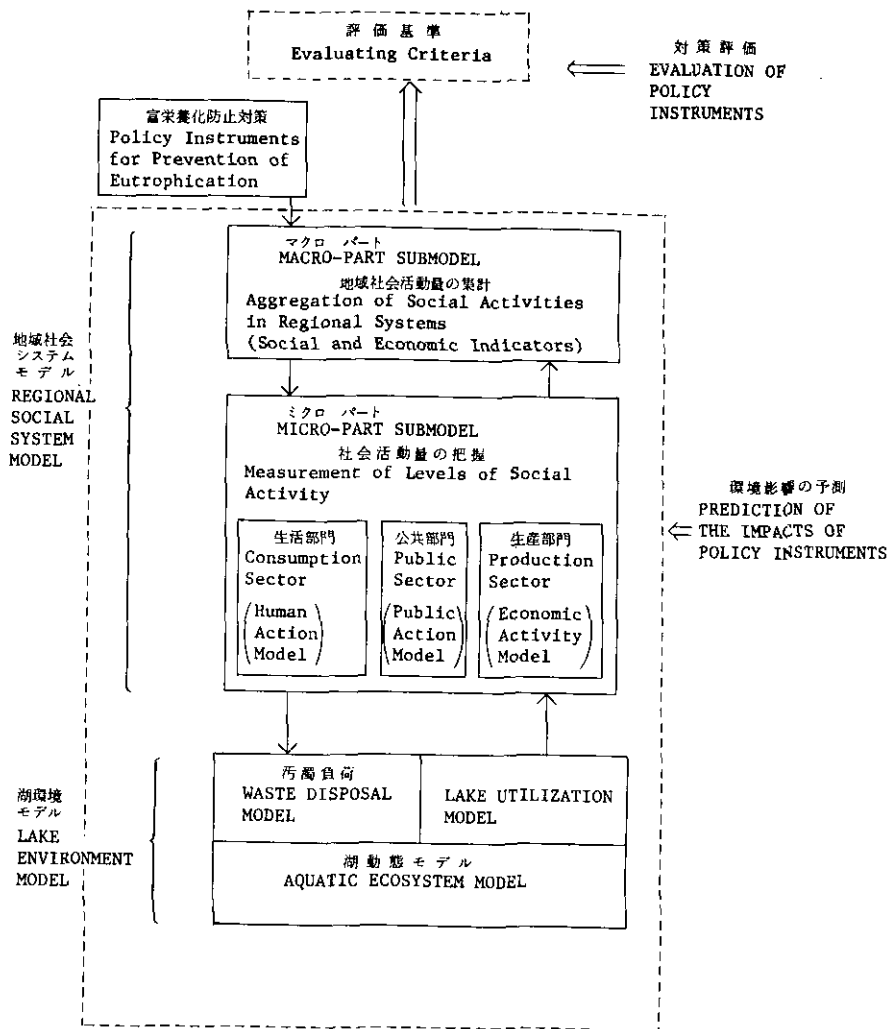 評価基準
Evaluating Criteria
対策評価
EVALUATION OF
POLICY
INSTRUMENTS
富栄養化防止対策
Policy Instruments
for Prevention of
Eutrophication
マクロ パート
MACRO-PART SUBMODEL
地域社会活動量の集計
Aggregation of Social Activities
in Regional Systems
(Social and Economic Indicators)
地域社会
システム
モデル
REGIONAL
SOCIAL
SYSTEM
MODEL
ミクロ パート
MICRO-PART SUBMODEL
社会活動量の把握
Measurement of Levels of Social
Activity
生活部門
Consumption
Sector
(Human
Action
Model)
公共部門
Public
Sector
(Public
Action
Model)
生産部門
Production
Sector
(Economic
Activity
Model)
環境影響の予測
PREDICTION OF
THE IMPACTS OF
POLICY INSTRUMENTS
湖環境
モデル
LAKE
ENVIRONMENT
MODEL
汚濁負荷
WASTE DISPOSAL
MODEL
LAKE UTILIZATION
MODEL
湖動態モデル
AQUATIC ECOSYSTEM MODEL